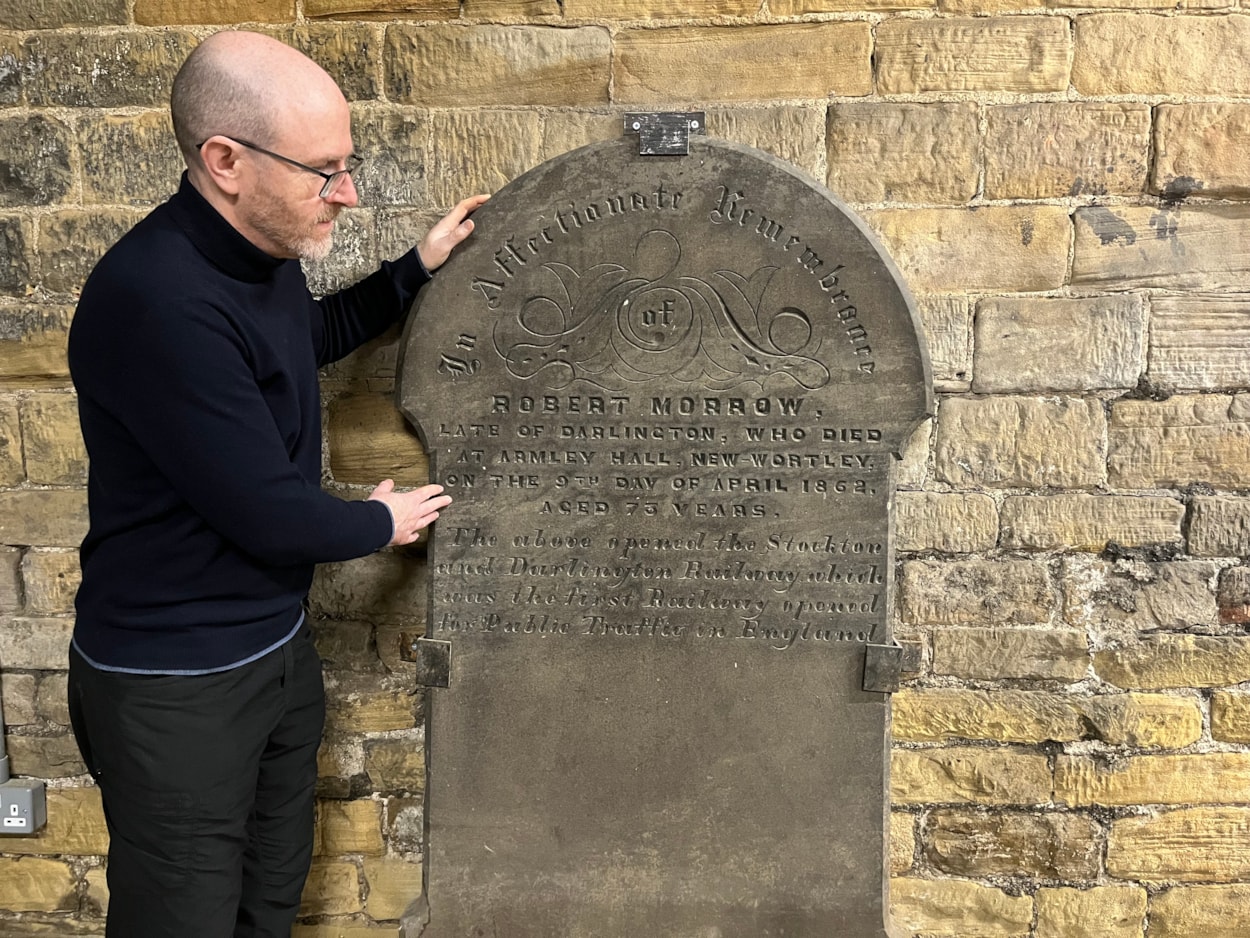 In Affectionate Remembrance
of
ROBERT MORROW,
LATE OF DARLINGTON, WHO DIED
AT ARMLEY HALL, NEW-WORTLEY,
ON THE 9TH DAY OF APRIL 1862,
AGED 73 YEARS.
The above opened the Stockton
and Darlington Railway which
was the first Railway opened
for Public Traffic in England